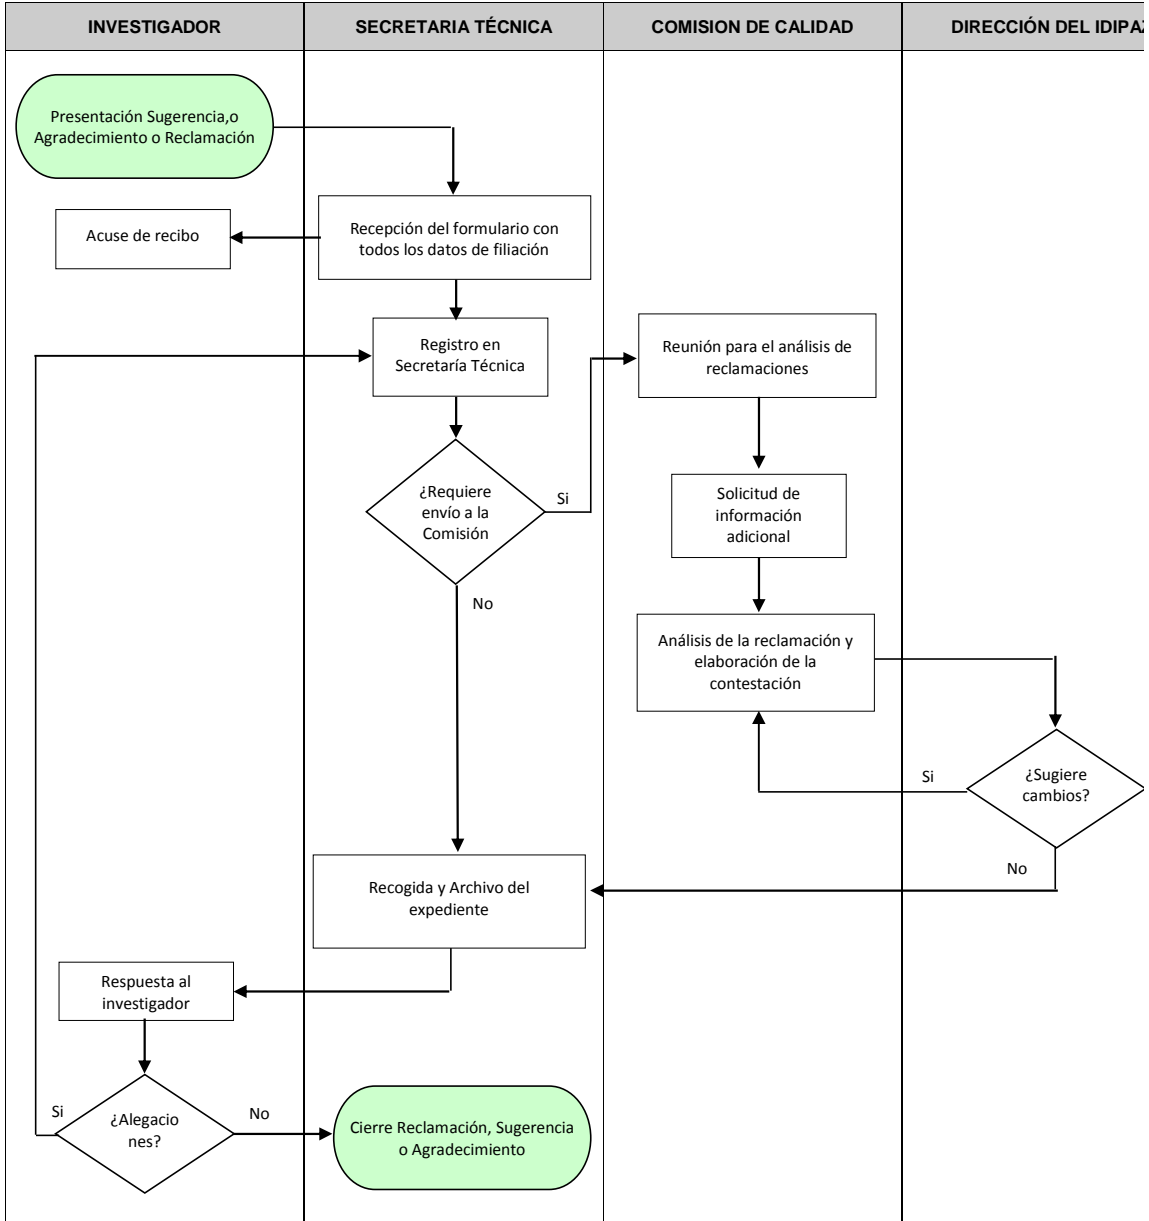 INVESTIGADOR
SECRETARIA TÉCNICA
COMISION DE CALIDAD
DIRECCIÓN DEL IDIPAZ
Presentación Sugerencia,o
Agradecimiento o Reclamación
Acuse de recibo
Recepción del formulario con
todos los datos de filiación
Registro en
Secretaría Técnica
Reunión para el análisis de
reclamaciones
¿Requiere
envío a la
Comisión
Si
No
Solicitud de
información
adicional
Análisis de la reclamación y
elaboración de la
contestación
¿Sugiere
cambios?
Si
No
Recogida y Archivo del
expediente
Respuesta al
investigador
¿Alegacio
nes?
Si
No
Cierre Reclamación, Sugerencia
o Agradecimiento